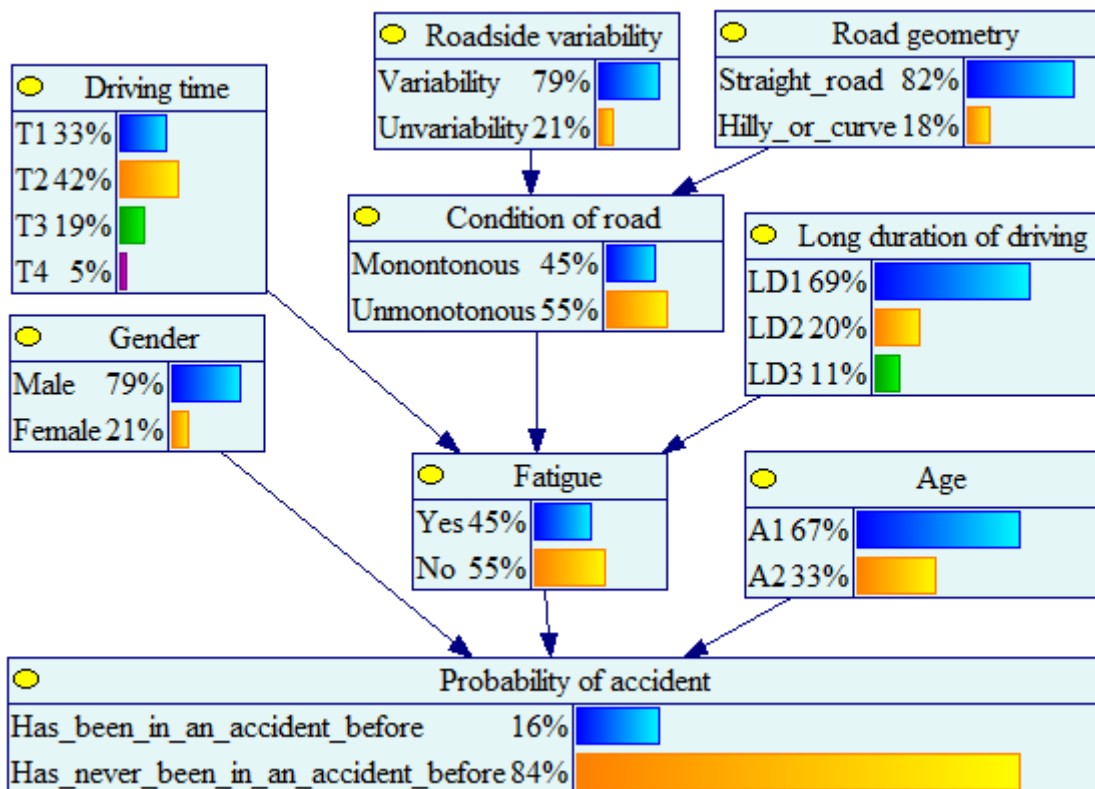 Roadside variability
Variability 79%
Unvariability 21%
Road geometry
Straight_road 82%
Hilly_or_curve 18%
Driving time
T1 33%
T2 42%
T3 19%
T4 5%
Condition of road
Monontonous 45%
Unmonotonous 55%
Long duration of driving
LD1 69%
LD2 20%
LD3 11%
Gender
Male 79%
Female 21%
Fatigue
Yes 45%
No 55%
Age
A1 67%
A2 33%
Probability of accident
Has_been_in_an_accident_before 16%
Has_never_been_in_an_accident_before 84%